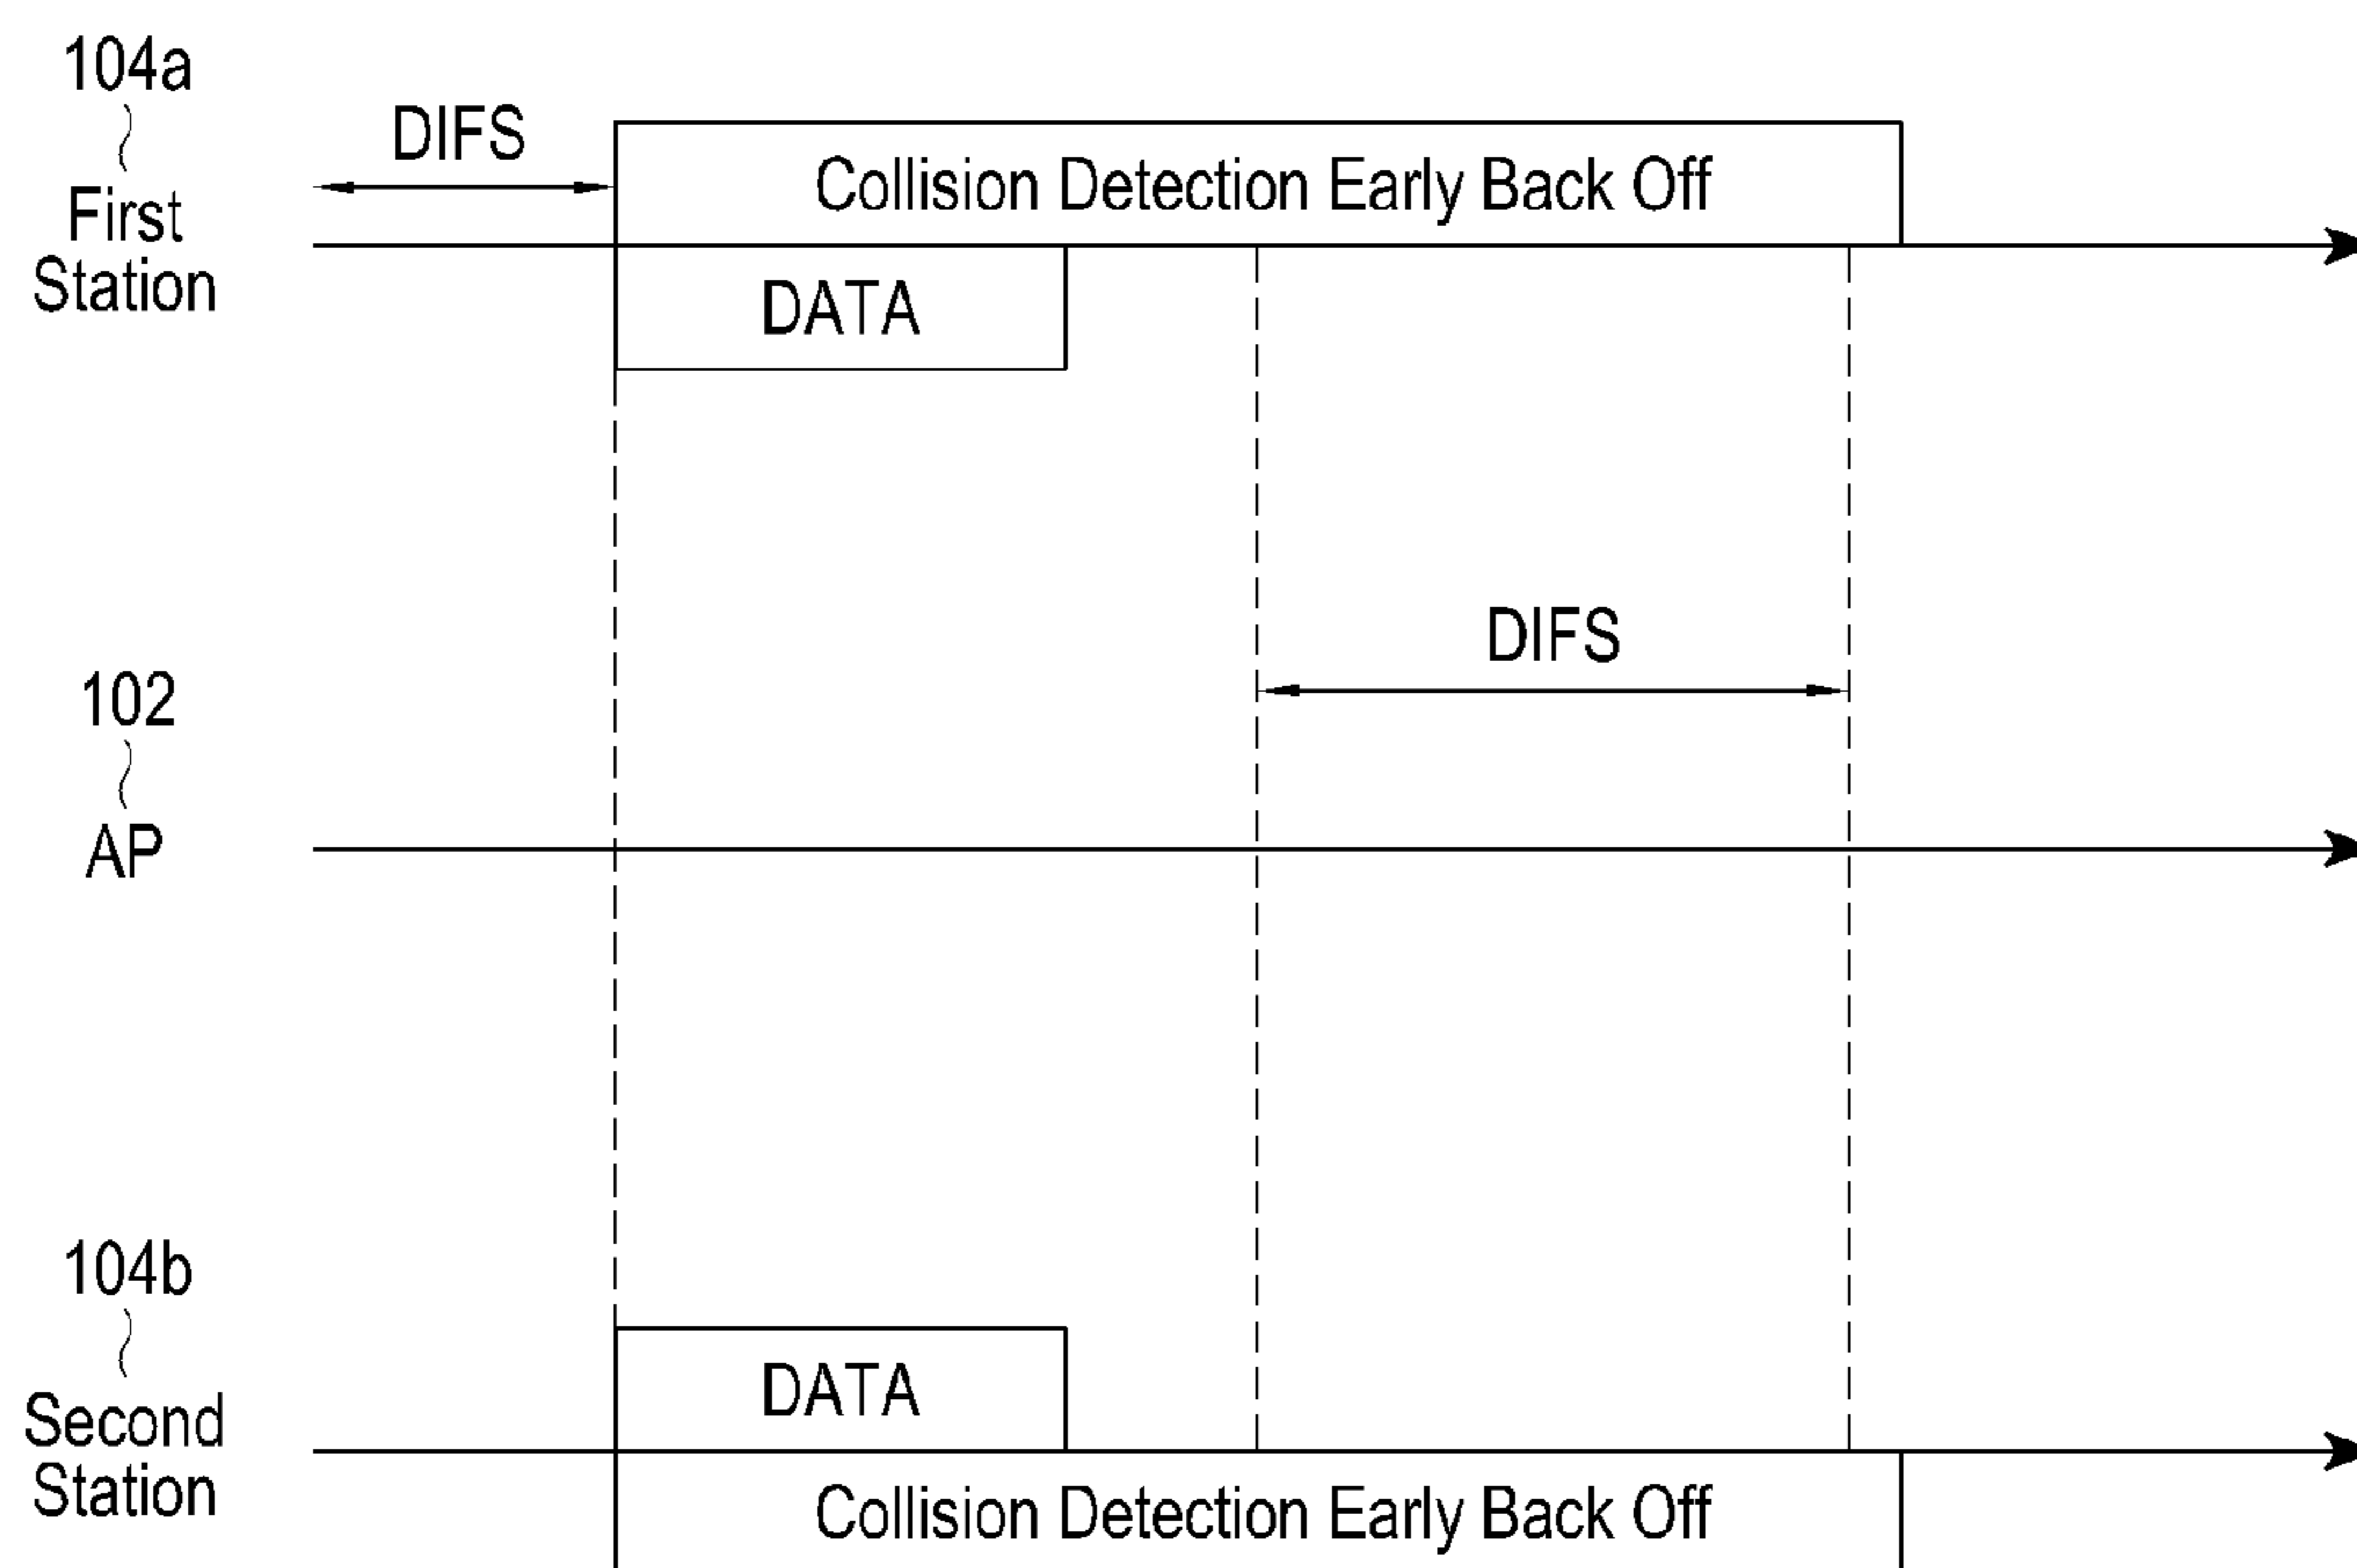 104a
First
Station
DIFS
Collision Detection Early Back Off
DATA
DIFS
102
AP
104b
Second
Station
DATA
Collision Detection Early Back Off